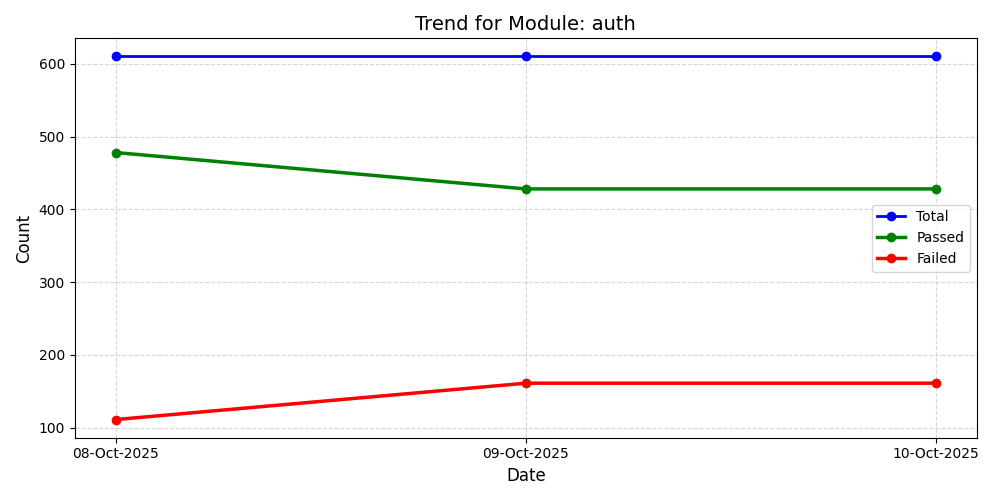 Trend for Module: auth
600
500
400
300
200
100
Count
Total
Passed
Failed
08-Oct-2025
09-Oct-2025
10-Oct-2025
Date